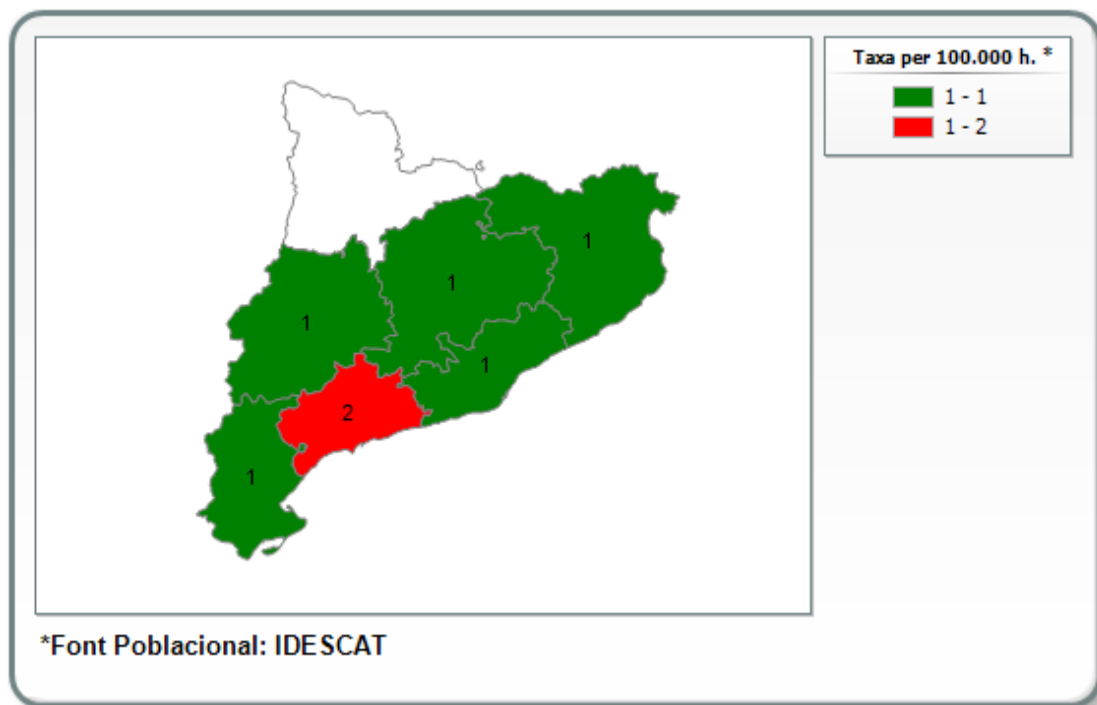 Taxa per 100.000 h. *
1 - 1
1 - 2
1
1
1
1
2
1
*Font Poblacional: IDESCAT